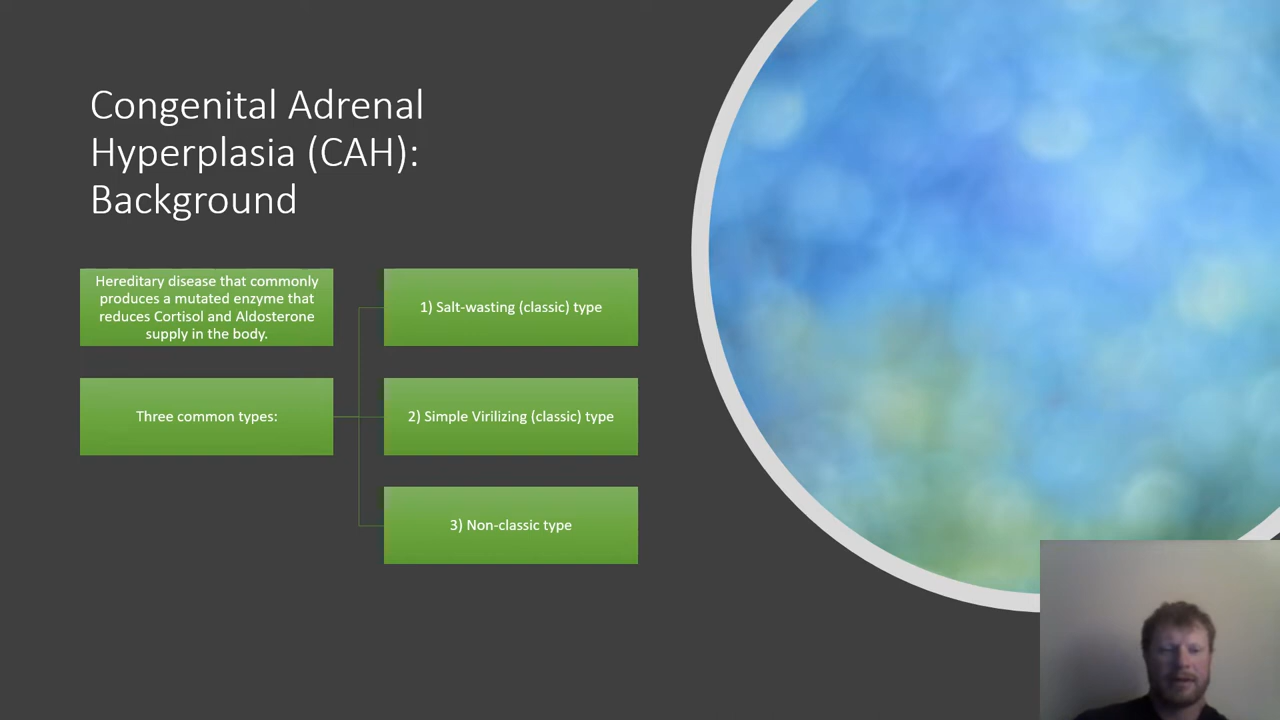 Congenital Adrenal
Hyperplasia (CAH):
Background
Hereditary disease that commonly
produces a mutated enzyme that
reduces Cortisol and Aldosterone
supply in the body.
Three common types:
1) Salt-wasting (classic) type
2) Simple Virilizing (classic) type
3) Non-classic type